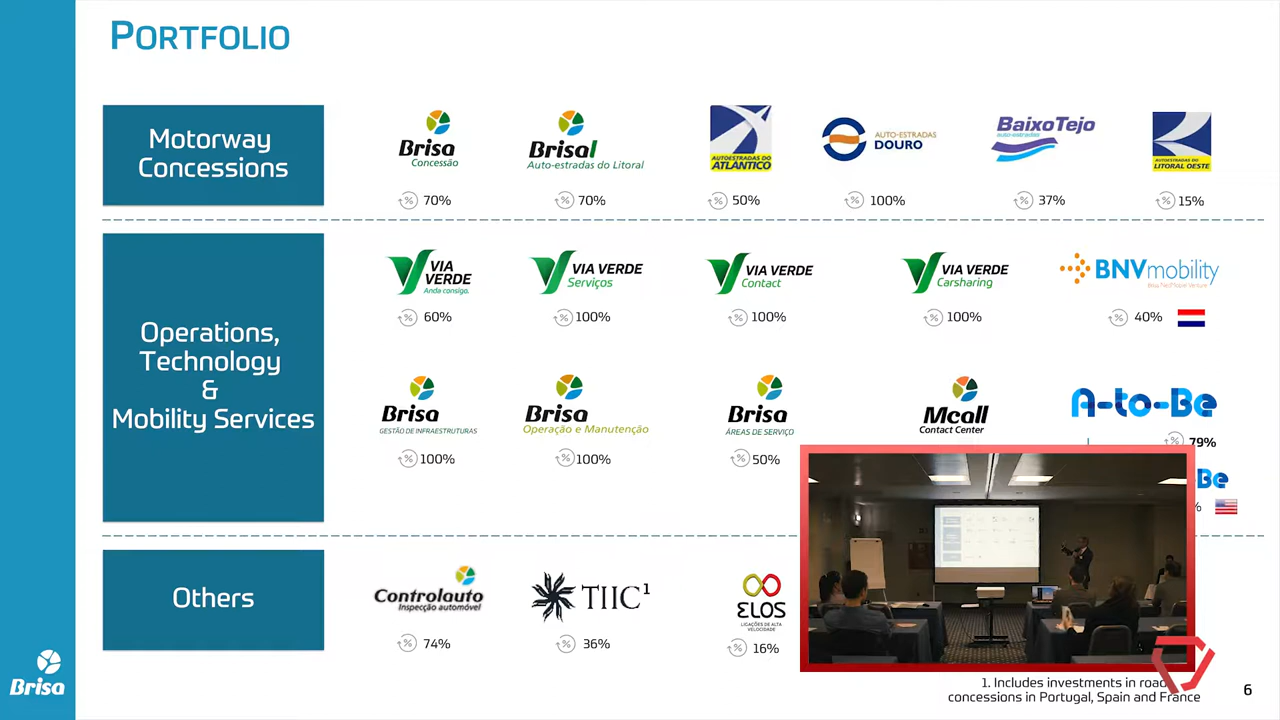 PORTFOLIO
Motorway
Concessions
Brisa
Concessão
70%
Brisal
Auto-estradas do Litoral
70%
AUTOESTRADAS DO
ATLÂNTICO
50%
AUTO-ESTRADAS
DOURO
100%
BaixoTejo
auto-estradas
37%
AUTOESTRADAS DO
LITORAL OESTE
15%
Operations,
Technology
&
Mobility Services
VIA
VERDE
Anda consigo.
60%
VIA VERDE
Serviços
100%
VIA VERDE
Contact
100%
VIA VERDE
Carsharing
100%
BNVmobility
40%
Brisa
GESTÃO DE INFRAESTRUTURAS
100%
Brisa
Operação e Manutenção
100%
Brisa
ÁREAS DE SERVIÇO
50%
Mcall
Contact Center
A-to-Be
79%
Be
%
Others
Controlauto
Inspecção automóvel
74%
TIIC¹
36%
ELOS
LIGAÇÕES DE ALTA
VELOCIDADE
16%
1. Includes investments in road
concessions in Portugal, Spain and France
Brisa
6